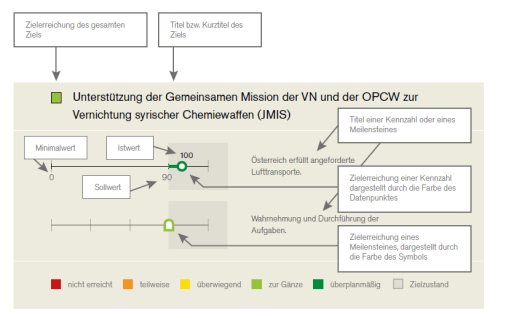 Zielerreichung des gesamten
Ziels
Titel bzw. Kurztitel des
Ziels
Unterstützung der Gemeinsamen Mission der VN und der OPCW zur
Vernichtung syrischer Chemiewaffen (JMIS)
Titel einer Kennzahl oder eines
Meilensteines
Minimalwert
Istwert
100
0
90
Sollwert
Österreich erfüllt angeforderte
Lufttransporte.
Zielerreichung einer Kennzahl
dargestellt durch die Farbe des
Datenpunktes
Wahrnehmung und Durchführung der
Aufgaben.
Zielerreichung eines
Meilensteines, dargestellt durch
die Farbe des Symbols
nicht erreicht teilweise überwiegend zur Gänze überplanmäßig Zielzustand